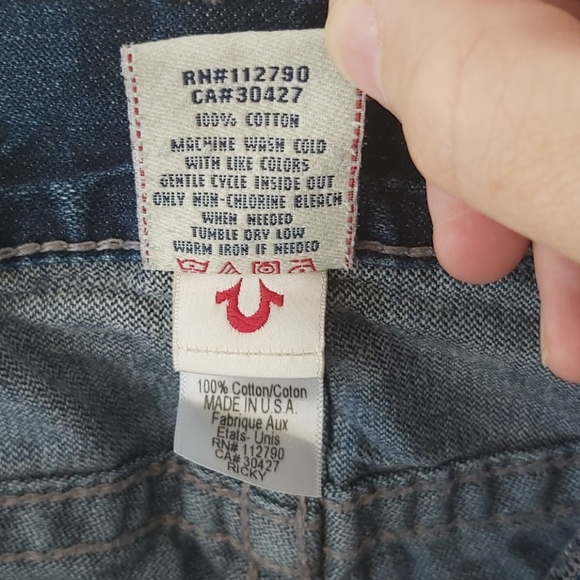 RN#112790
CA#30427
100% COTTON
MACHINE WASH COLD
WITH LIKE COLORS
GENTLE CYCLE INSIDE OUT
ONLY NON-CHLORINE BLEACH
WHEN NEEDED
TUMBLE DRY LOW
WARM IRON IF NEEDED
100% Cotton/Coton
MADE IN U.S.A.
Fabrique Aux
Etats- Unis
RN# 112790
CA# 30427
RICKY